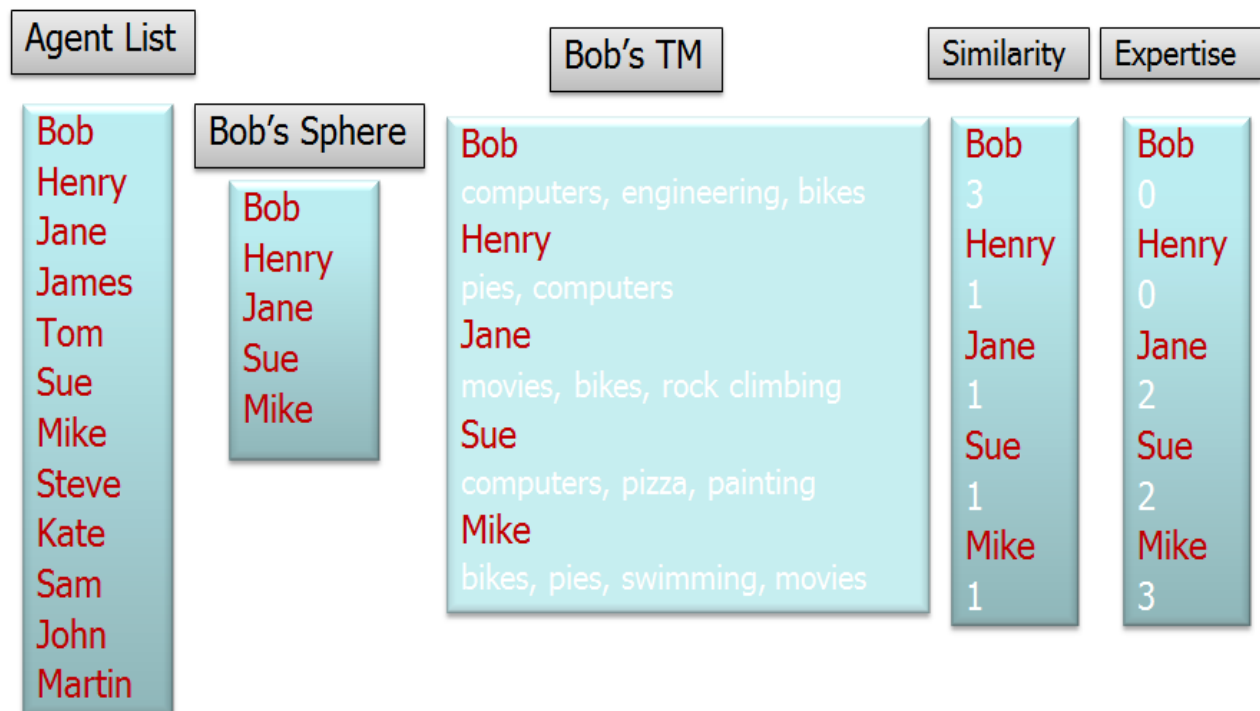 Agent List
Bob
Henry
Jane
James
Tom
Sue
Mike
Steve
Kate
Sam
John
Martin
Bob's Sphere
Bob
Henry
Jane
Sue
Mike
Bob's TM
Bob
computers, engineering, bikes
Henry
pies, computers
Jane
movies, bikes, rock climbing
Sue
computers, pizza, painting
Mike
bikes, pies, swimming, movies
Similarity
Bob
3
Henry
1
Jane
1
Sue
1
Mike
1
Expertise
Bob
0
Henry
0
Jane
2
Sue
2
Mike
3